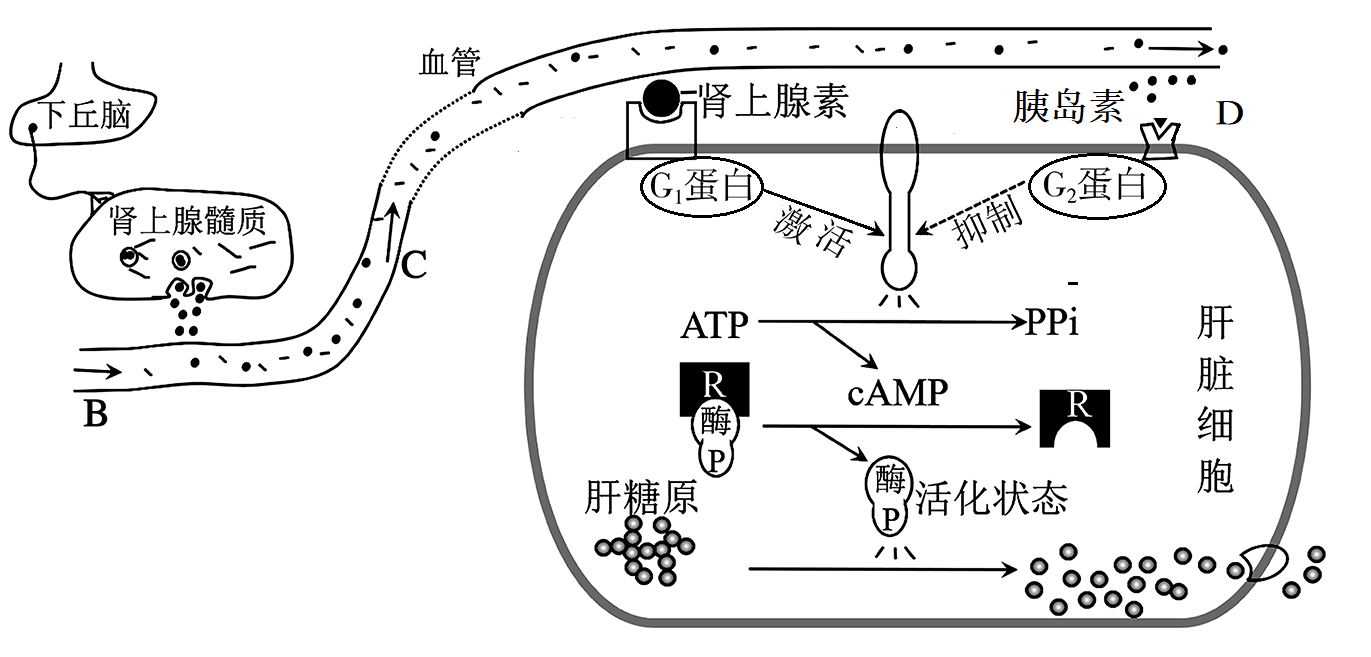 血管
下丘脑
肾上腺髓质
B
C
肾上腺素
胰岛素
D
G₁蛋白
激活
G₂蛋白
抑制
ATP
PPi
cAMP
R
酶
P
R
酶
P
活化状态
肝糖原
肝脏细胞